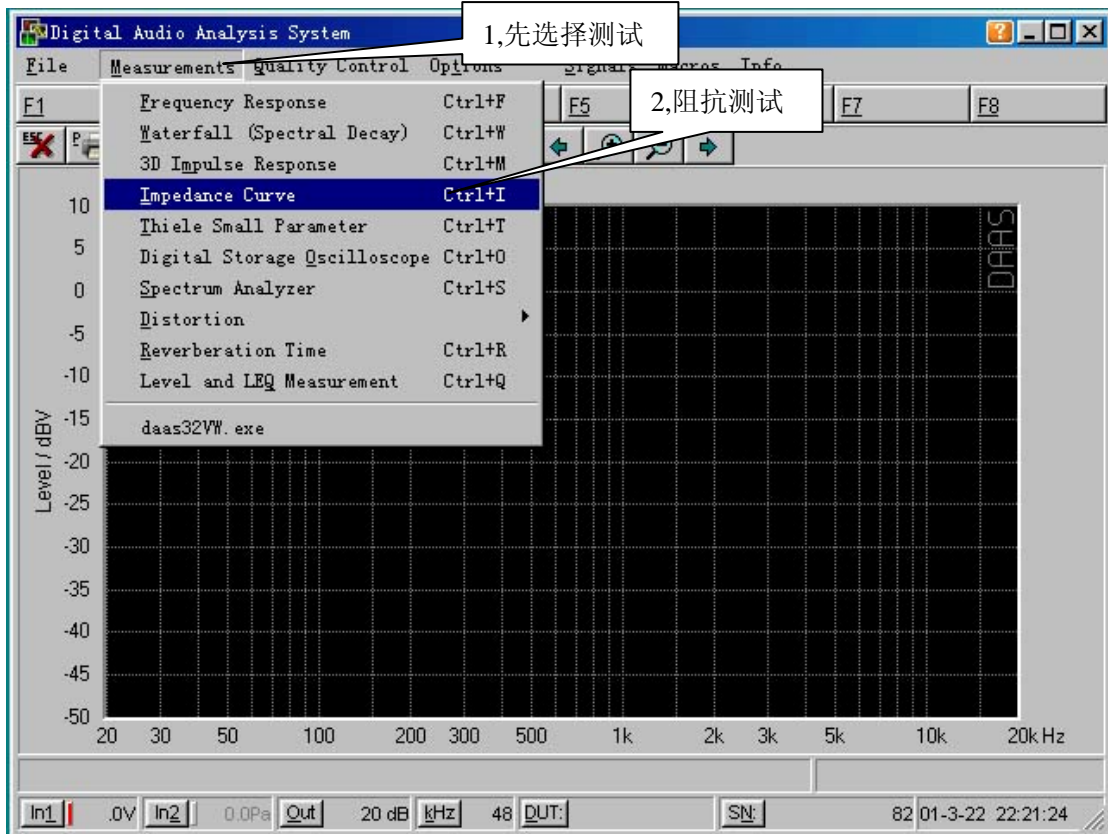 Digital Audio Analysis System
1,先选择测试
File Measurements Quality Control Options Signals Macros Info
F1 F5 F7 F8
2,阻抗测试
Frequency Response Ctrl+F
Waterfall (Spectral Decay) Ctrl+W
3D Impulse Response Ctrl+M
Impedance Curve Ctrl+I
Thiele Small Parameter Ctrl+T
Digital Storage Oscilloscope Ctrl+O
Spectrum Analyzer Ctrl+S
Distortion
Reverberation Time Ctrl+R
Level and LEQ Measurement Ctrl+Q
daas32VW.exe
ESC P
DAAS
Level / dBV
10
5
0
-5
-10
-15
-20
-25
-30
-35
-40
-45
-50
20 30 50 100 200 300 500 1k 2k 3k 5k 10k 20k Hz
In1 .0V In2 0.0Pa Out 20 dB kHz 48 DUT: SN: 82 01-3-22 22:21:24